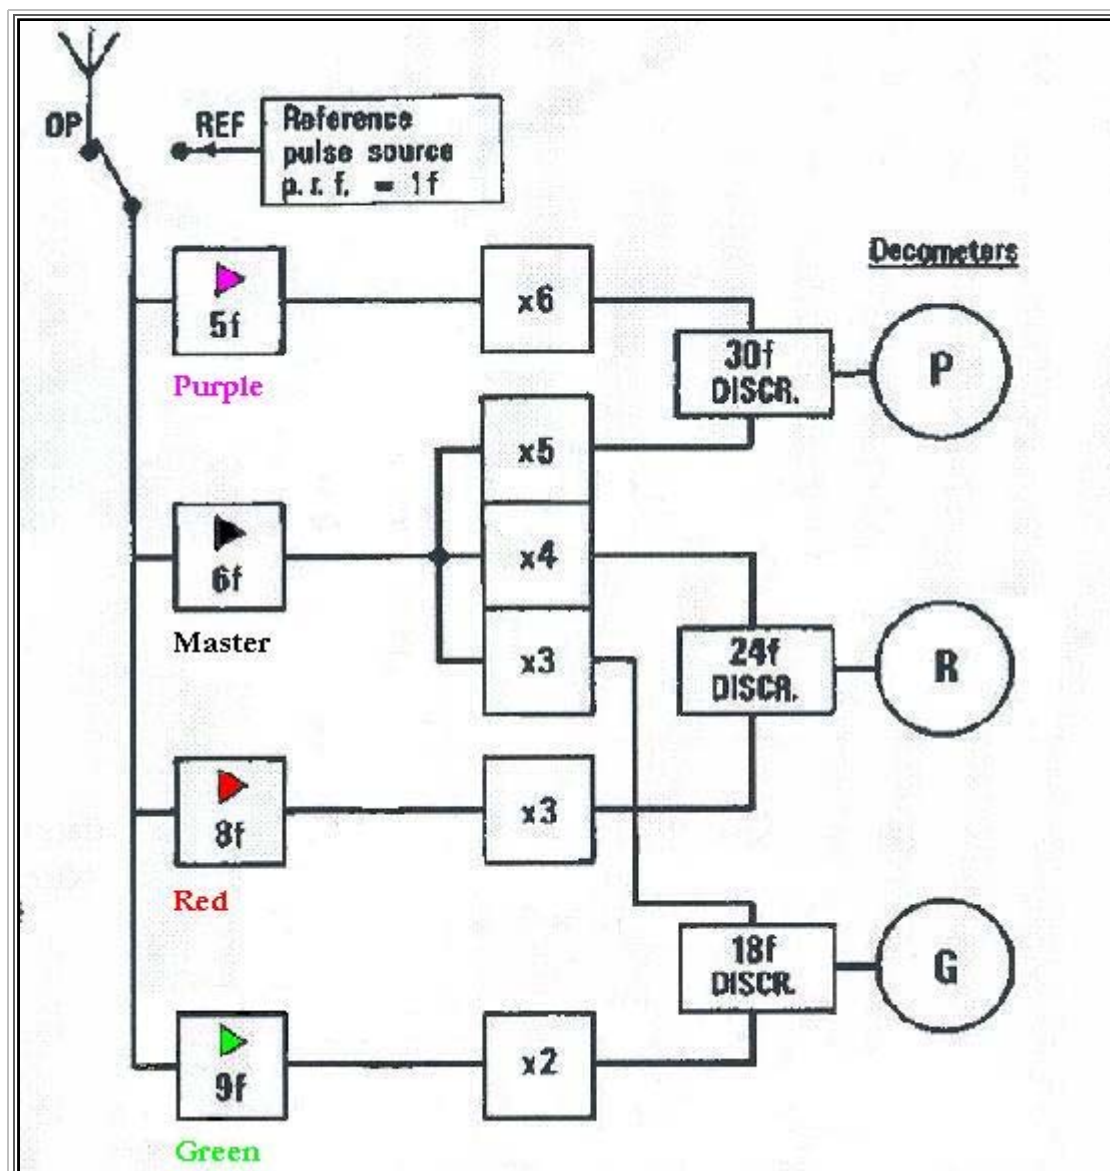 OP
REF
Reference
pulse source
p.r.f. = 1f
Decometers
5f
x6
Purple
30f
DISCR.
P
x5
6f
x4
Master
x3
24f
DISCR.
R
8f
x3
Red
18f
DISCR.
G
9f
x2
Green